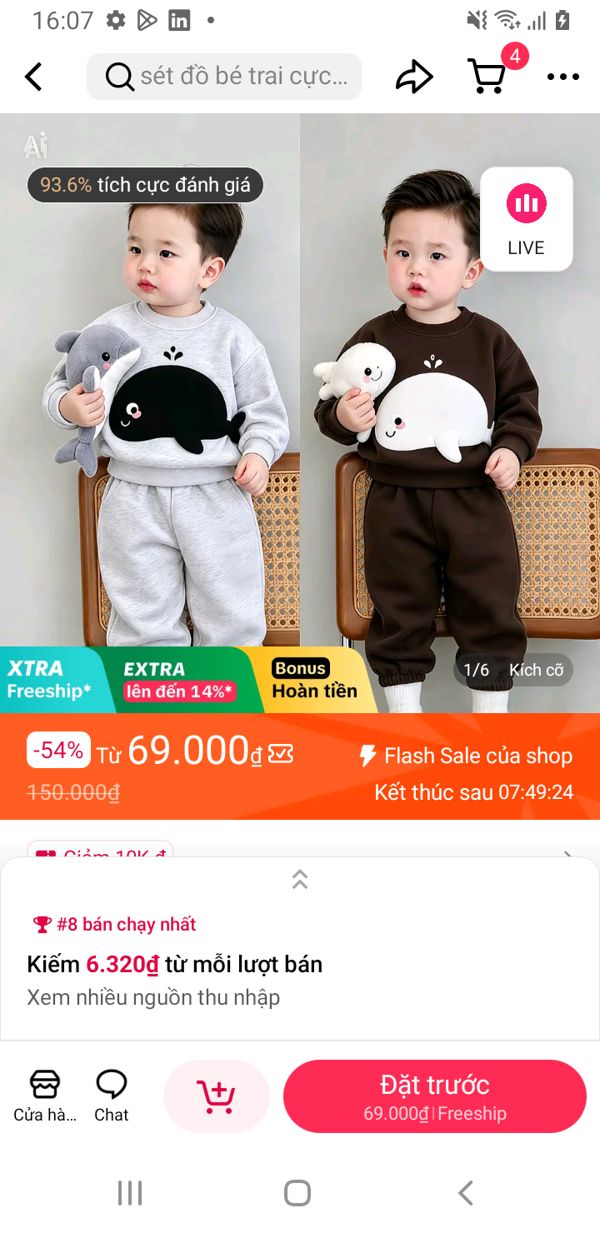 16:07
4
sét đồ bé trai cực...
Ai
93.6% tích cực đánh giá
LIVE
XTRA
Freeship*
EXTRA
lên đến 14%*
Bonus
Hoàn tiền
1/6 Kích cỡ
-54% Từ 69.000₫
Flash Sale của shop
150.000₫
Kết thúc sau 07:49:24
Giảm 10K ₫
#8 bán chạy nhất
Kiếm 6.320₫ từ mỗi lượt bán
Xem nhiều nguồn thu nhập
Cửa hà...
Chat
Đặt trước
69.000₫|Freeship